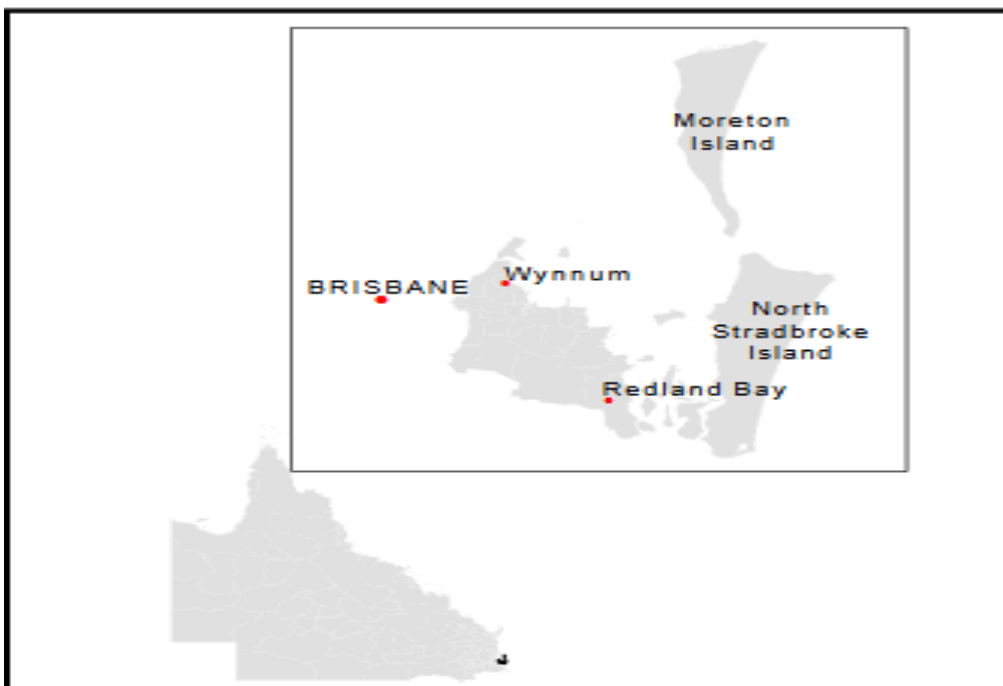 Moreton
Island
Wynnum
BRISBANE
North
Stradbroke
Island
Redland Bay